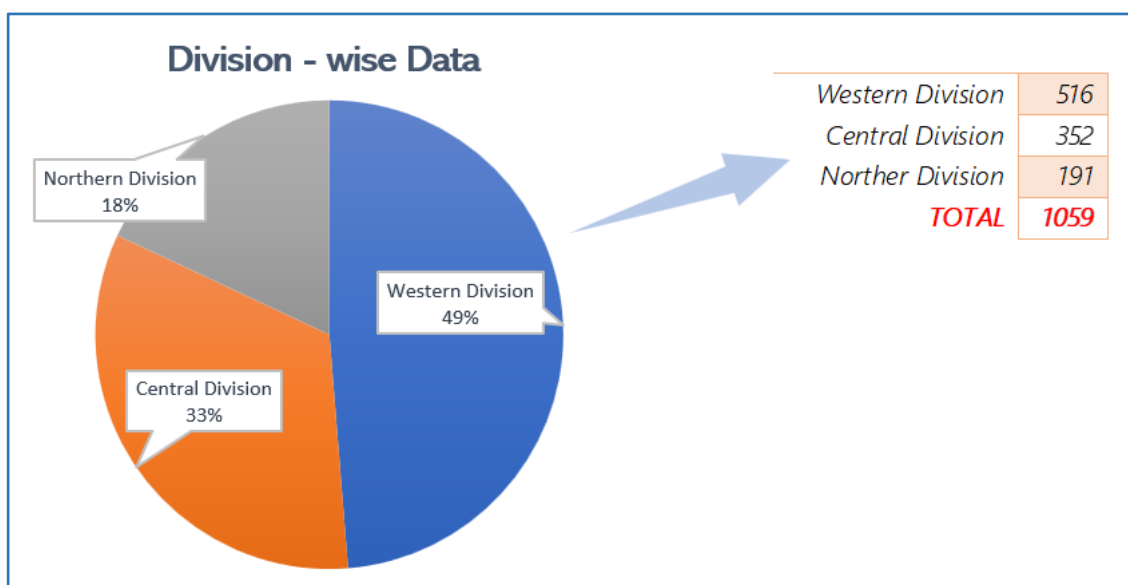 Division - wise Data
Northern Division
18%
Western Division
49%
Central Division
33%
Western Division 516
Central Division 352
Norther Division 191
TOTAL 1059